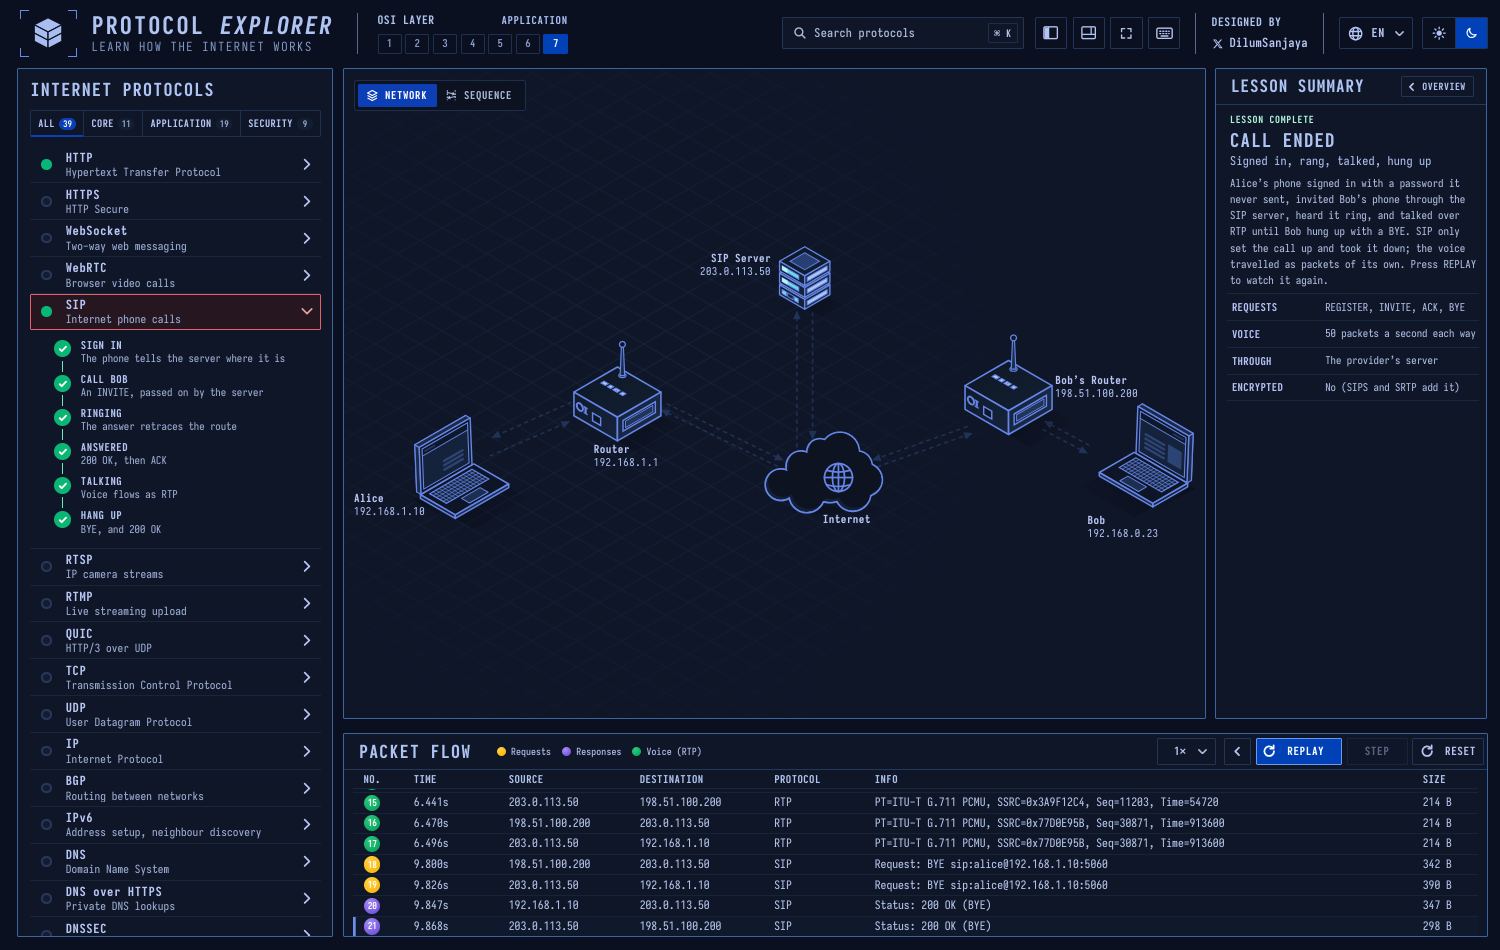 PROTOCOL EXPLORER
LEARN HOW THE INTERNET WORKS
OSI LAYER APPLICATION
1 2 3 4 5 6 7
Search protocols ⌘ K
DESIGNED BY
DilumSanjaya
EN
INTERNET PROTOCOLS
ALL 39 CORE 11 APPLICATION 19 SECURITY 9
HTTP
Hypertext Transfer Protocol
HTTPS
HTTP Secure
WebSocket
Two-way web messaging
WebRTC
Browser video calls
SIP
Internet phone calls
SIGN IN
The phone tells the server where it is
CALL BOB
An INVITE, passed on by the server
RINGING
The answer retraces the route
ANSWERED
200 OK, then ACK
TALKING
Voice flows as RTP
HANG UP
BYE, and 200 OK
RTSP
IP camera streams
RTMP
Live streaming upload
QUIC
HTTP/3 over UDP
TCP
Transmission Control Protocol
UDP
User Datagram Protocol
IP
Internet Protocol
BGP
Routing between networks
IPv6
Address setup, neighbour discovery
DNS
Domain Name System
DNS over HTTPS
Private DNS lookups
DNSSEC
NETWORK SEQUENCE
SIP Server
203.0.113.50
Router
192.168.1.1
Bob's Router
198.51.100.200
Alice
192.168.1.10
Internet
Bob
192.168.0.23
LESSON SUMMARY OVERVIEW
LESSON COMPLETE
CALL ENDED
Signed in, rang, talked, hung up
Alice's phone signed in with a password it
never sent, invited Bob's phone through the
SIP server, heard it ring, and talked over
RTP until Bob hung up with a BYE. SIP only
set the call up and took it down; the voice
travelled as packets of its own. Press REPLAY
to watch it again.
REQUESTS REGISTER, INVITE, ACK, BYE
VOICE 50 packets a second each way
THROUGH The provider's server
ENCRYPTED No (SIPS and SRTP add it)
PACKET FLOW Requests Responses Voice (RTP) 1× REPLAY STEP RESET
NO. TIME SOURCE DESTINATION PROTOCOL INFO SIZE
15 6.441s 203.0.113.50 198.51.100.200 RTP PT=ITU-T G.711 PCMU, SSRC=0x3A9F12C4, Seq=11203, Time=54720 214 B
16 6.470s 198.51.100.200 203.0.113.50 RTP PT=ITU-T G.711 PCMU, SSRC=0x77D0E95B, Seq=30871, Time=913600 214 B
17 6.496s 203.0.113.50 192.168.1.10 RTP PT=ITU-T G.711 PCMU, SSRC=0x77D0E95B, Seq=30871, Time=913600 214 B
18 9.800s 198.51.100.200 203.0.113.50 SIP Request: BYE sip:alice@192.168.1.10:5060 342 B
19 9.826s 203.0.113.50 192.168.1.10 SIP Request: BYE sip:alice@192.168.1.10:5060 390 B
20 9.847s 192.168.1.10 203.0.113.50 SIP Status: 200 OK (BYE) 347 B
21 9.868s 203.0.113.50 198.51.100.200 SIP Status: 200 OK (BYE) 298 B